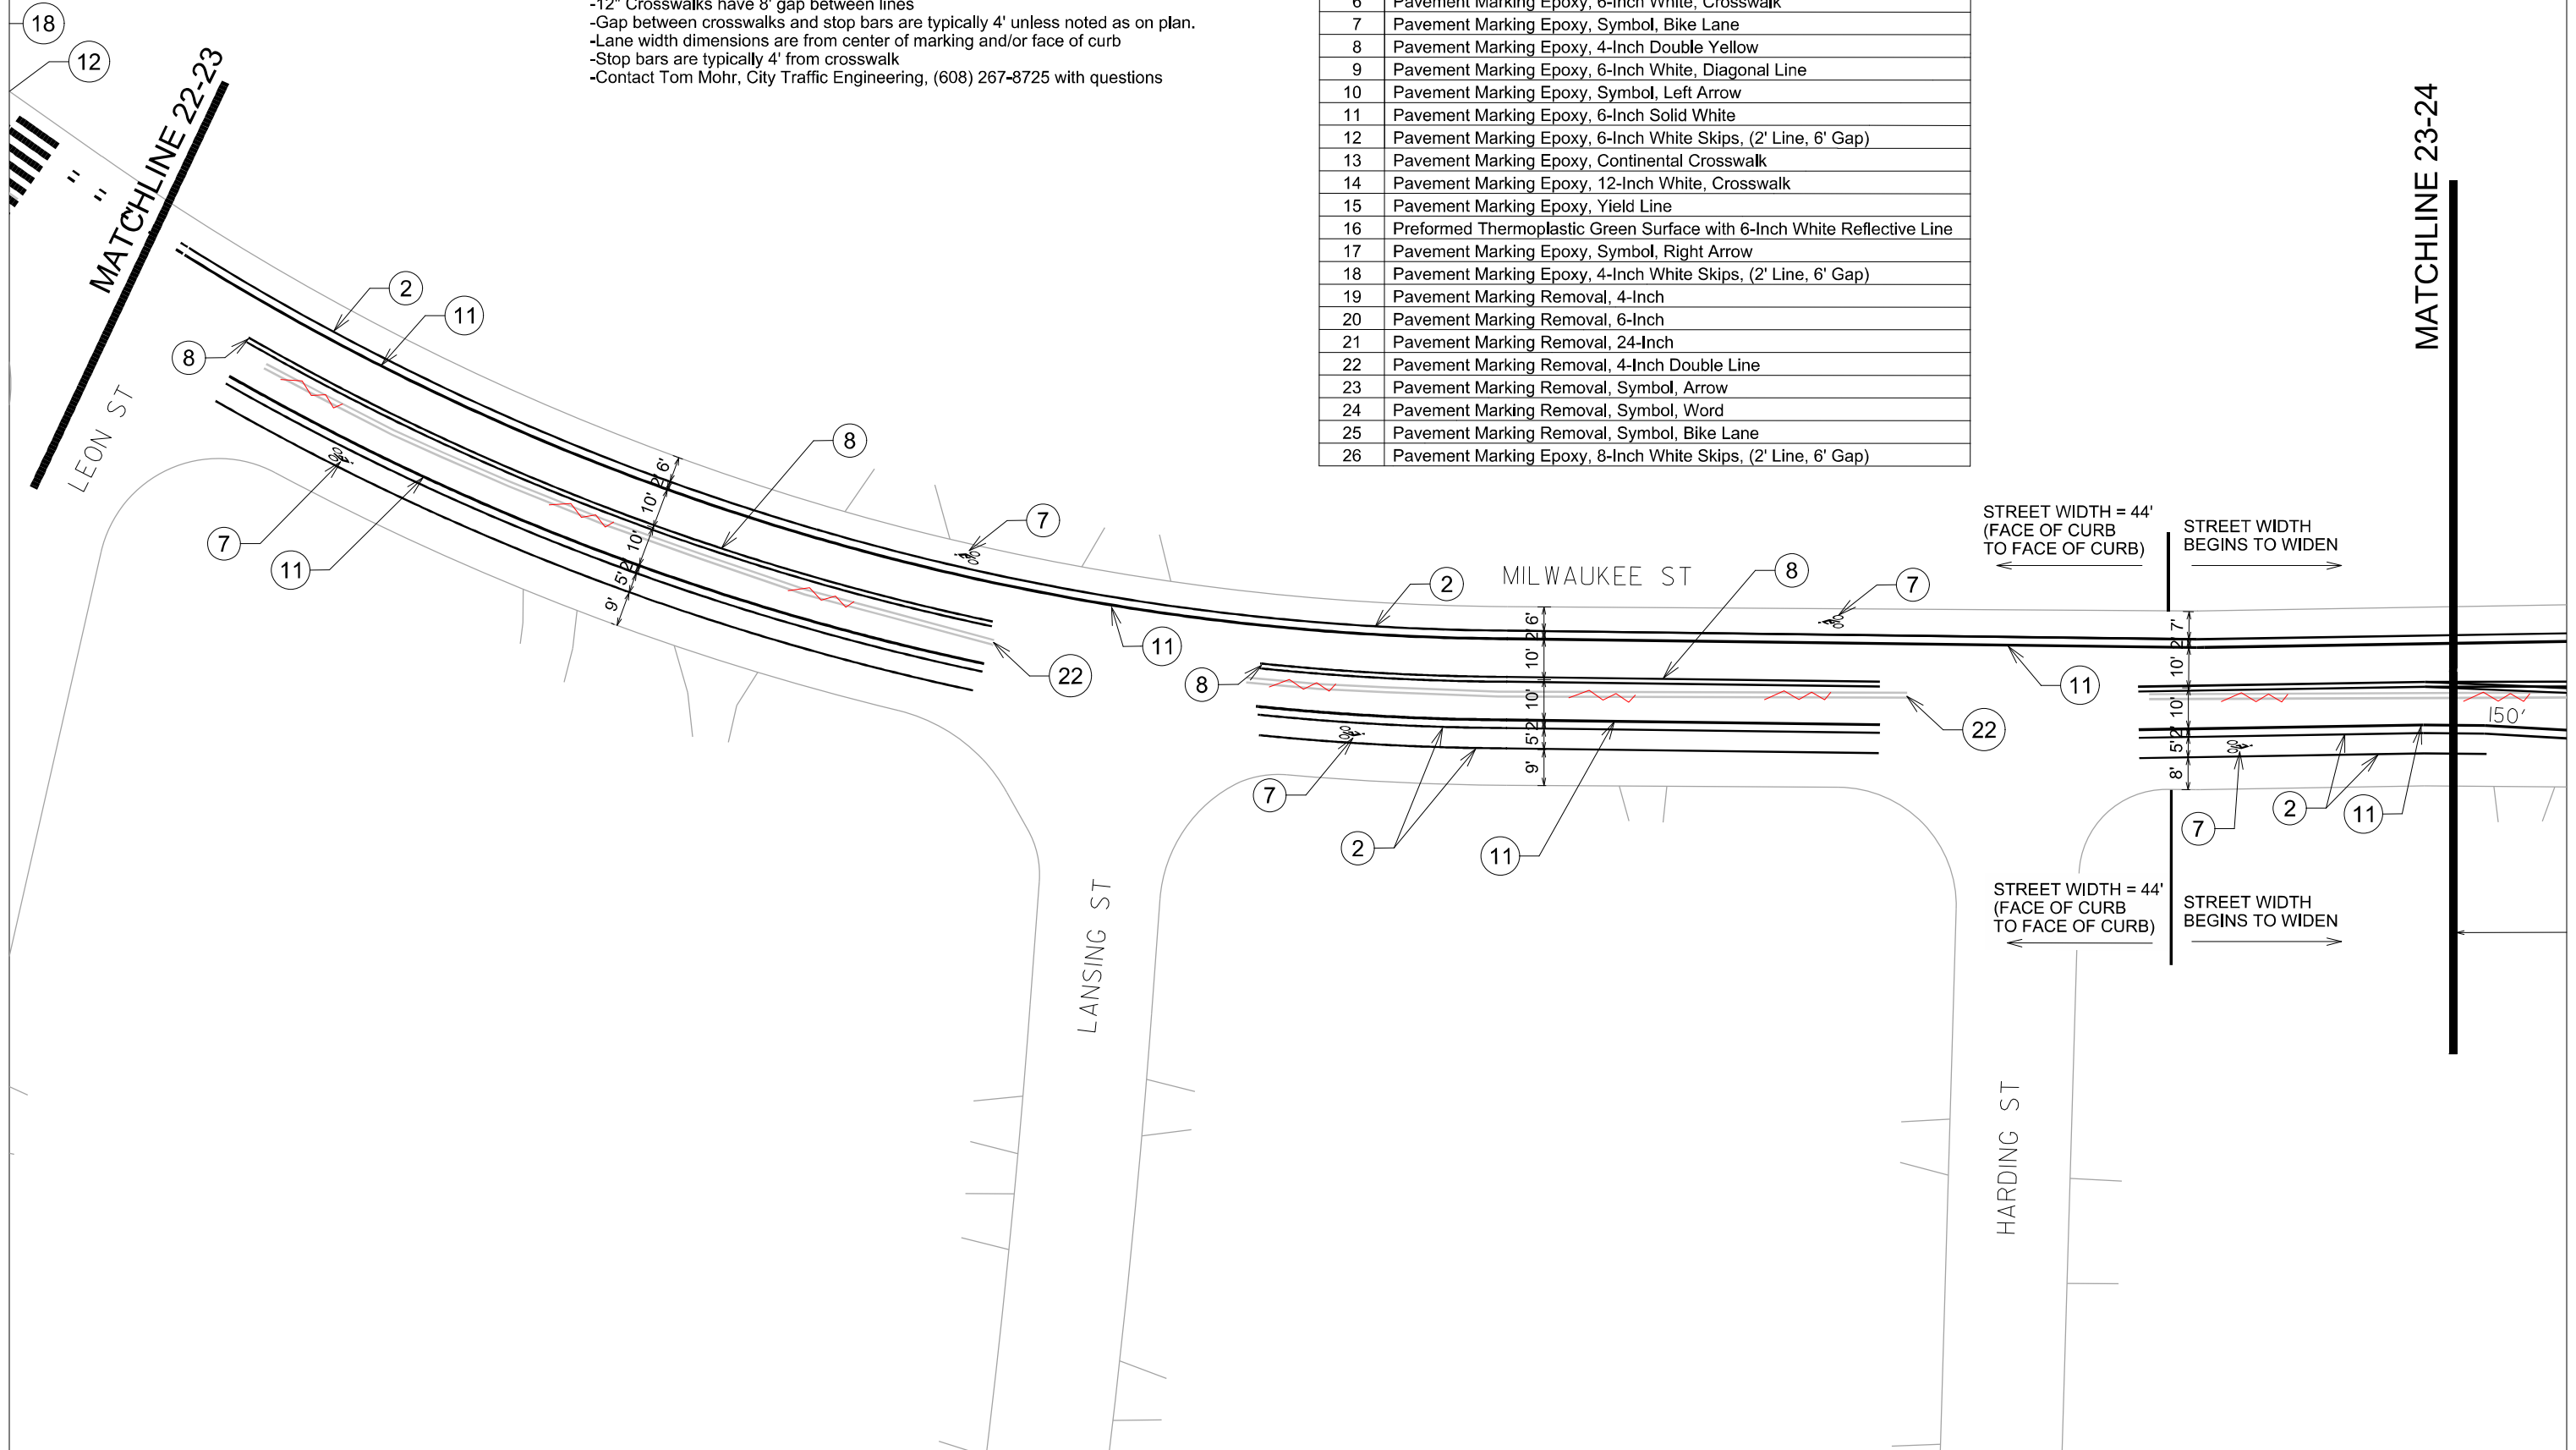 18
12
MATCHLINE 22-23
-12" Crosswalks have 8' gap between lines
-Gap between crosswalks and stop bars are typically 4' unless noted as on plan.
-Lane width dimensions are from center of marking and/or face of curb
-Stop bars are typically 4' from crosswalk
-Contact Tom Mohr, City Traffic Engineering, (608) 267-8725 with questions
6 Pavement Marking Epoxy, 6-Inch White, Crosswalk
7 Pavement Marking Epoxy, Symbol, Bike Lane
8 Pavement Marking Epoxy, 4-Inch Double Yellow
9 Pavement Marking Epoxy, 6-Inch White, Diagonal Line
10 Pavement Marking Epoxy, Symbol, Left Arrow
11 Pavement Marking Epoxy, 6-Inch Solid White
12 Pavement Marking Epoxy, 6-Inch White Skips, (2' Line, 6' Gap)
13 Pavement Marking Epoxy, Continental Crosswalk
14 Pavement Marking Epoxy, 12-Inch White, Crosswalk
15 Pavement Marking Epoxy, Yield Line
16 Preformed Thermoplastic Green Surface with 6-Inch White Reflective Line
17 Pavement Marking Epoxy, Symbol, Right Arrow
18 Pavement Marking Epoxy, 4-Inch White Skips, (2' Line, 6' Gap)
19 Pavement Marking Removal, 4-Inch
20 Pavement Marking Removal, 6-Inch
21 Pavement Marking Removal, 24-Inch
22 Pavement Marking Removal, 4-Inch Double Line
23 Pavement Marking Removal, Symbol, Arrow
24 Pavement Marking Removal, Symbol, Word
25 Pavement Marking Removal, Symbol, Bike Lane
26 Pavement Marking Epoxy, 8-Inch White Skips, (2' Line, 6' Gap)
MATCHLINE 23-24
2
11
8
LEON ST
7
11
8
6'
2'
10'
10'
2'
5'
9'
7
22
11
8
2
MILWAUKEE ST
8
7
6'
2'
10'
10'
2'
5'
9'
7
2
11
22
11
STREET WIDTH = 44'
(FACE OF CURB
TO FACE OF CURB)
STREET WIDTH
BEGINS TO WIDEN
7'
2'
10'
10'
2'
5'
8'
150'
7
2
11
STREET WIDTH = 44'
(FACE OF CURB
TO FACE OF CURB)
STREET WIDTH
BEGINS TO WIDEN
LANSING ST
HARDING ST